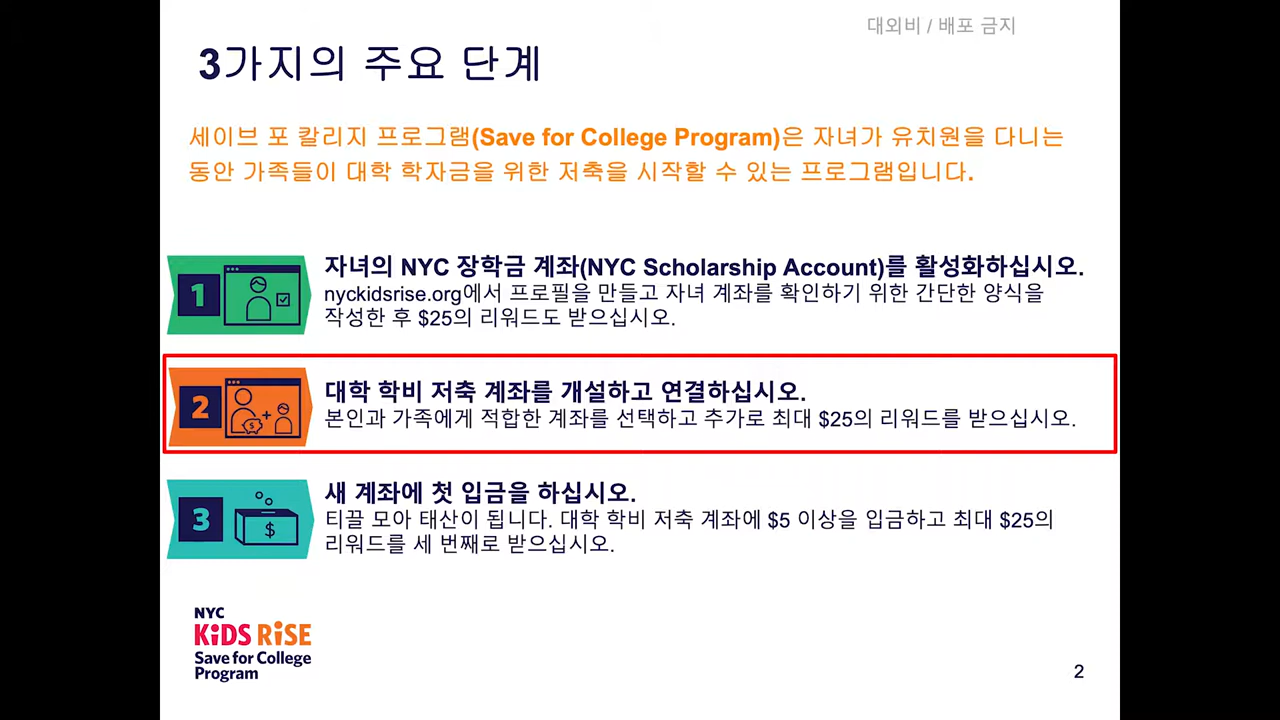 대외비 / 배포 금지
3가지의 주요 단계
세이브 포 칼리지 프로그램(Save for College Program)은 자녀가 유치원을 다니는
동안 가족들이 대학 학자금을 위한 저축을 시작할 수 있는 프로그램입니다.
1
자녀의 NYC 장학금 계좌(NYC Scholarship Account)를 활성화하십시오.
nyckidsrise.org에서 프로필을 만들고 자녀 계좌를 확인하기 위한 간단한 양식을
작성한 후 $25의 리워드도 받으십시오.
2
$
대학 학비 저축 계좌를 개설하고 연결하십시오.
본인과 가족에게 적합한 계좌를 선택하고 추가로 최대 $25의 리워드를 받으십시오.
3
$
새 계좌에 첫 입금을 하십시오.
티끌 모아 태산이 됩니다. 대학 학비 저축 계좌에 $5 이상을 입금하고 최대 $25의
리워드를 세 번째로 받으십시오.
NYC
KiDS RiSE
Save for College
Program
2